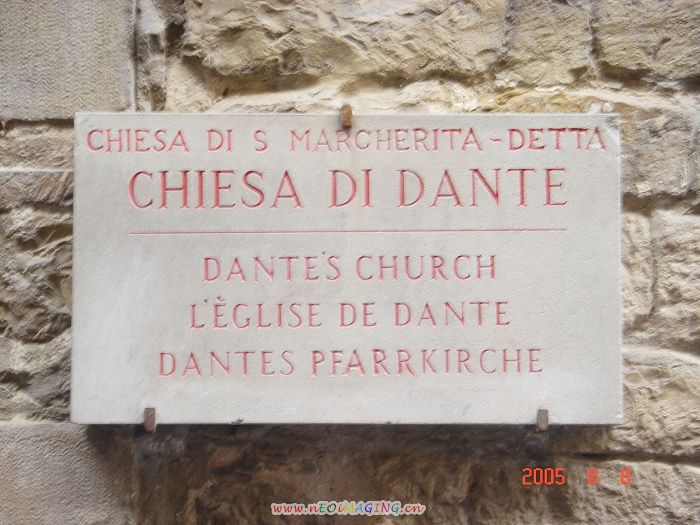 CHIESA DI S MARGHERITA-DETTA
CHIESA DI DANTE
DANTE'S CHURCH
L'ÈGLISE DE DANTE
DANTES PFARRKIRCHE
2005 6 8
www.nEOiMAGING.cn